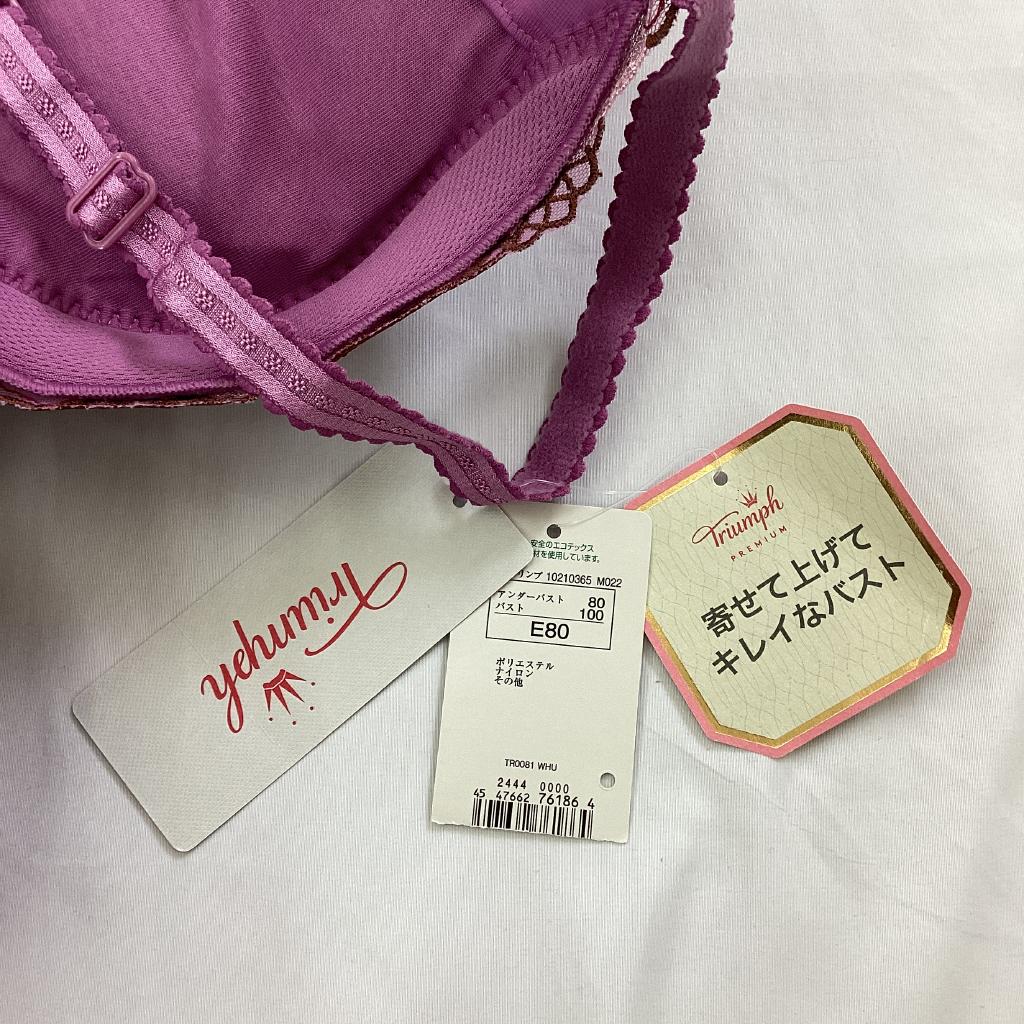 Triumph
安全のエコテックス
材を使用しています。
リンプ 10210365 M022
アンダーバスト 80
バスト 100
E80
ポリエステル
ナイロン
その他
TR0081 WHU
2444 0000
45 47662 76186 4
Triumph
PREMIUM
寄せて上げて
キレイなバスト